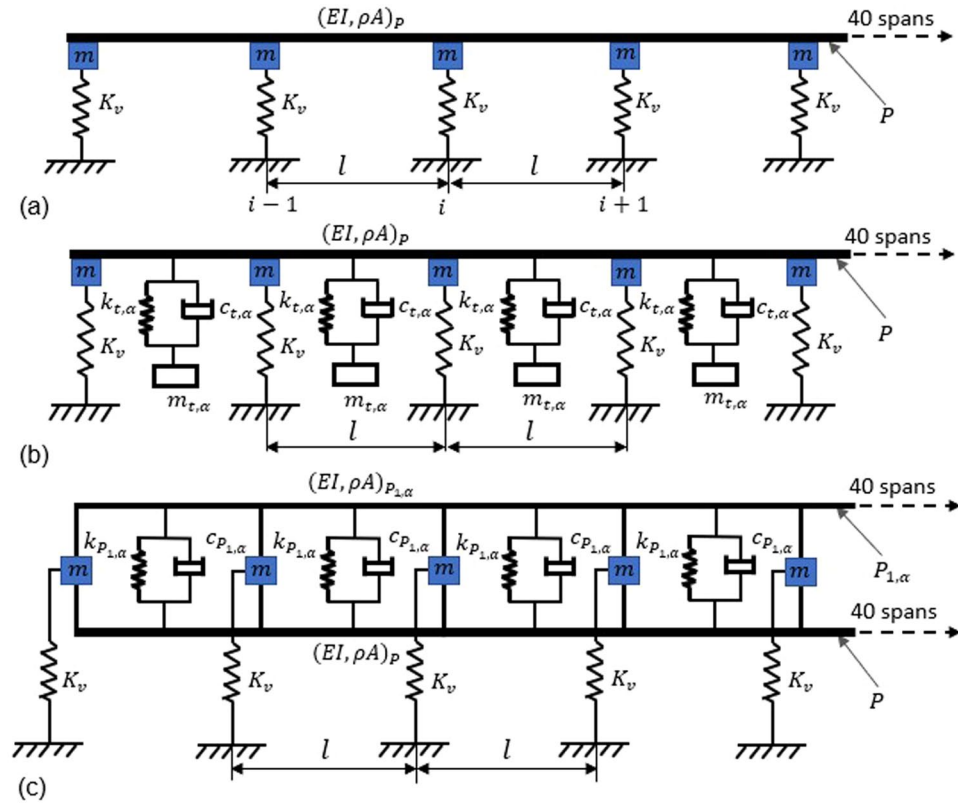 (EI, ρA)_P
40 spans
m m m m m
K_v K_v K_v K_v K_v
P
l l
(a) i − 1 i i + 1
(EI, ρA)_P
40 spans
m m m m m
k_{t,α} c_{t,α} k_{t,α} c_{t,α} k_{t,α} c_{t,α} k_{t,α} c_{t,α}
P
K_v K_v K_v K_v K_v
m_{t,α} m_{t,α} m_{t,α} m_{t,α}
l l
(b)
(EI, ρA)_{P_{1,α}}
40 spans
k_{P_{1,α}} c_{P_{1,α}} k_{P_{1,α}} c_{P_{1,α}} k_{P_{1,α}} c_{P_{1,α}} k_{P_{1,α}} c_{P_{1,α}}
m m m m m
P_{1,α}
40 spans
(EI, ρA)_P
K_v K_v K_v K_v K_v
P
l l
(c)